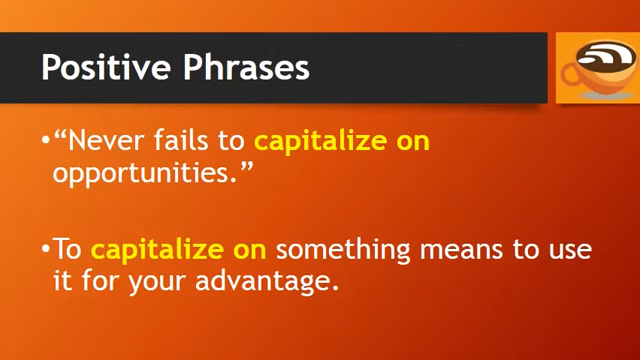 Positive Phrases
•“Never fails to capitalize on
opportunities.”
•To capitalize on something means to use
it for your advantage.